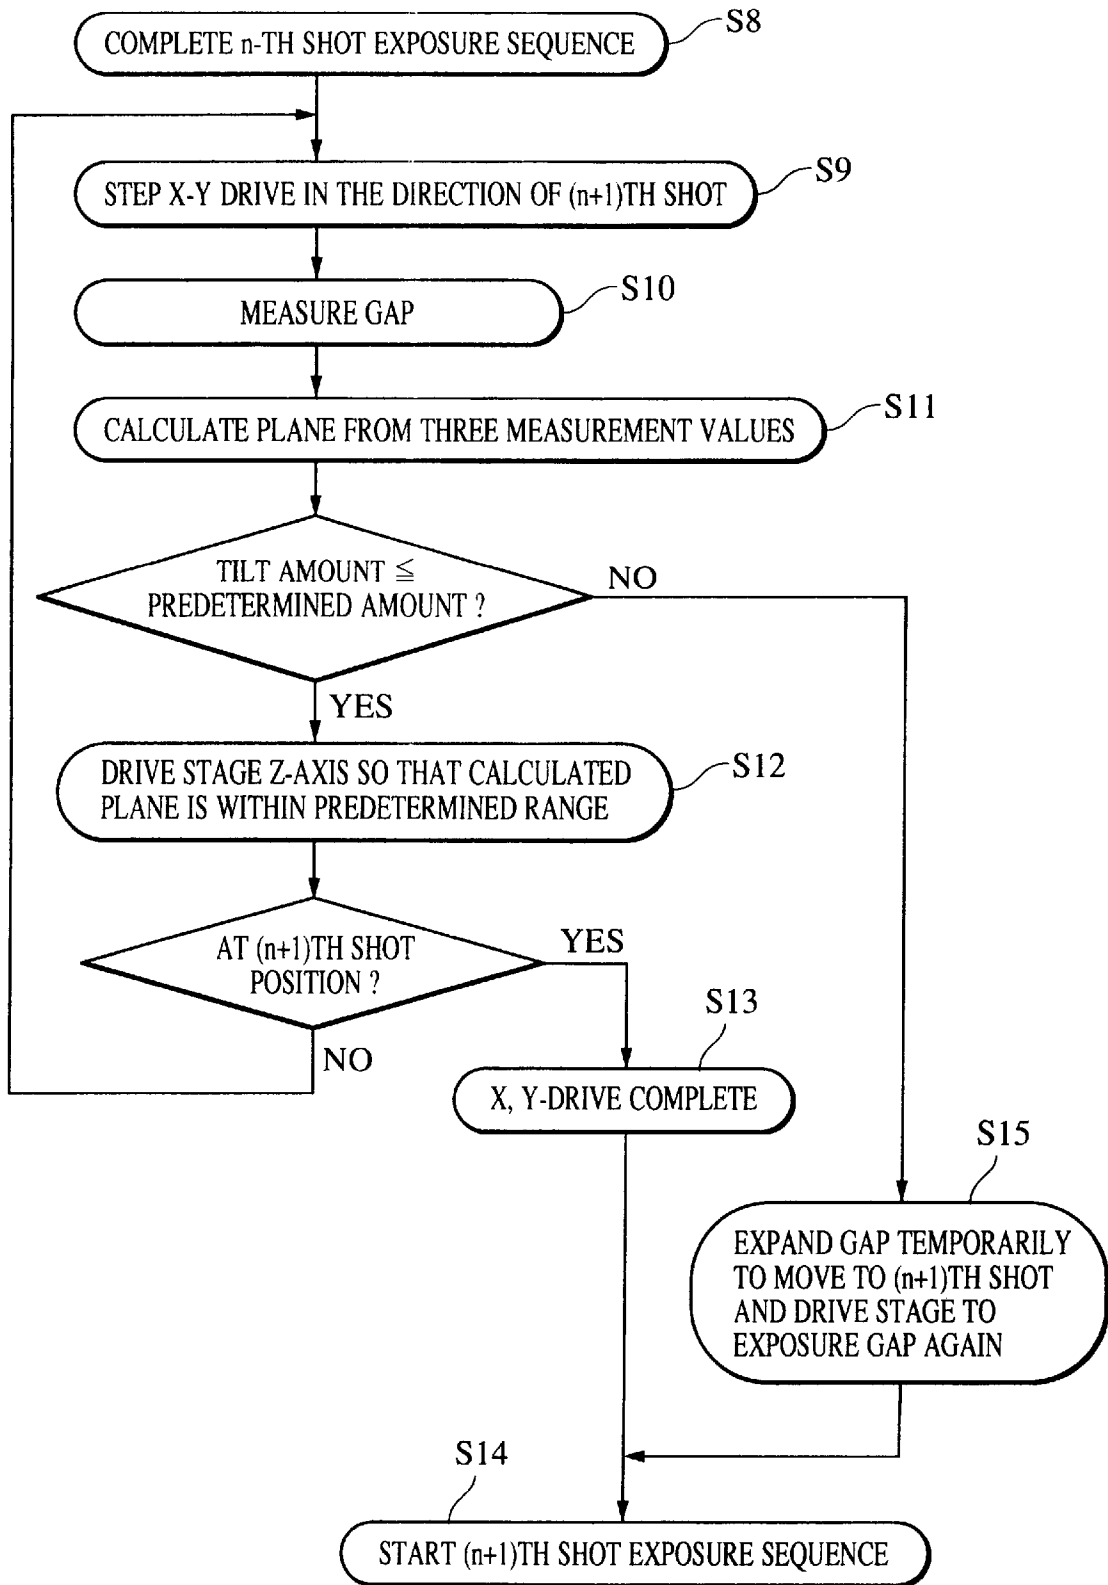 COMPLETE n-TH SHOT EXPOSURE SEQUENCE
S8
STEP X-Y DRIVE IN THE DIRECTION OF (n+1)TH SHOT
S9
MEASURE GAP
S10
CALCULATE PLANE FROM THREE MEASUREMENT VALUES
S11
TILT AMOUNT ≦
PREDETERMINED AMOUNT ?
NO
YES
DRIVE STAGE Z-AXIS SO THAT CALCULATED
PLANE IS WITHIN PREDETERMINED RANGE
S12
AT (n+1)TH SHOT
POSITION ?
YES
NO
S13
X, Y-DRIVE COMPLETE
S15
EXPAND GAP TEMPORARILY
TO MOVE TO (n+1)TH SHOT
AND DRIVE STAGE TO
EXPOSURE GAP AGAIN
S14
START (n+1)TH SHOT EXPOSURE SEQUENCE